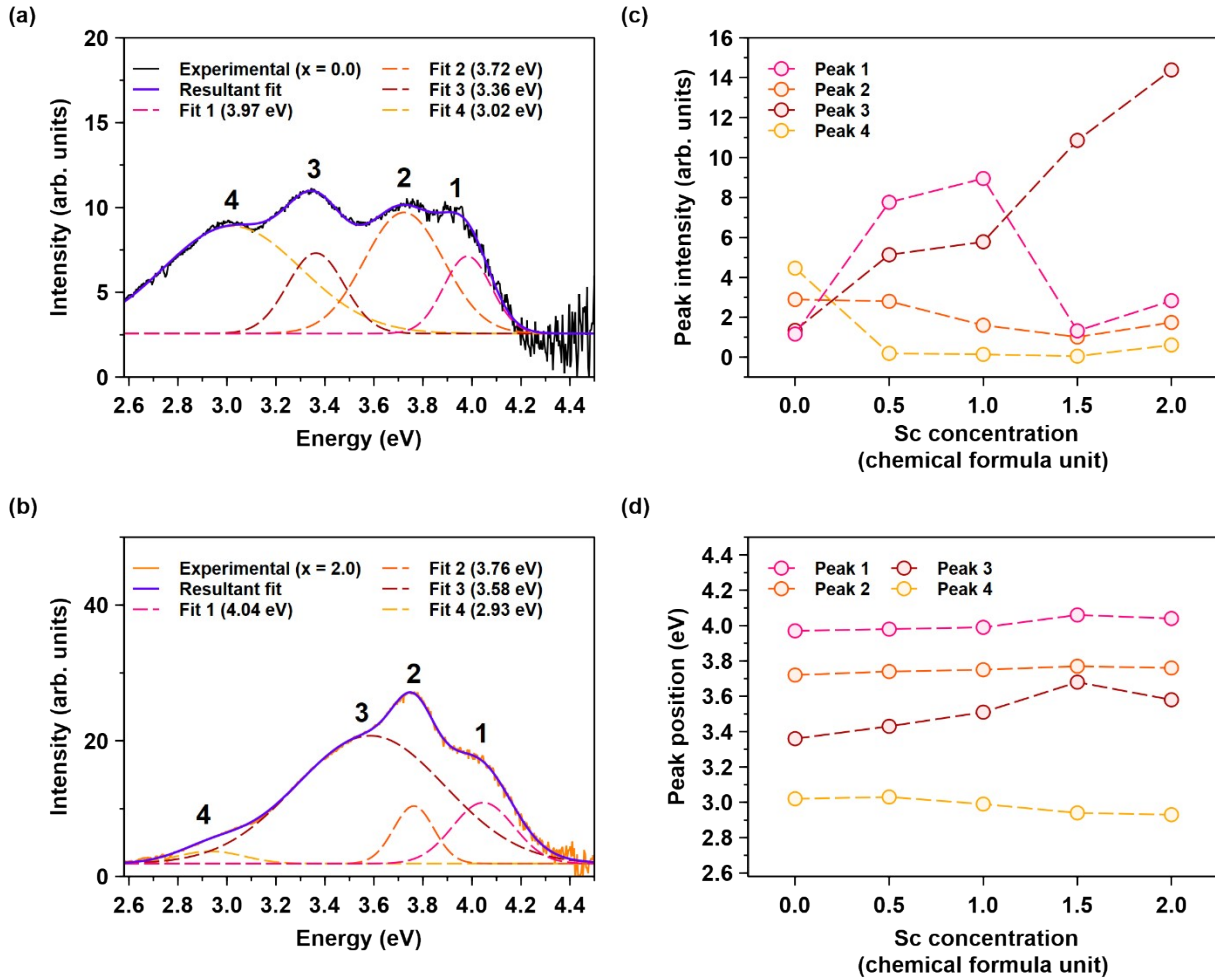 (a)
20
15
10
5
0
Intensity (arb. units)
Experimental (x = 0.0)
Resultant fit
Fit 1 (3.97 eV)
Fit 2 (3.72 eV)
Fit 3 (3.36 eV)
Fit 4 (3.02 eV)
4
3
2
1
2.6 2.8 3.0 3.2 3.4 3.6 3.8 4.0 4.2 4.4
Energy (eV)
(c)
16
14
12
10
8
6
4
2
0
Peak intensity (arb. units)
Peak 1
Peak 2
Peak 3
Peak 4
0.0 0.5 1.0 1.5 2.0
Sc concentration
(chemical formula unit)
(b)
40
20
0
Intensity (arb. units)
Experimental (x = 2.0)
Resultant fit
Fit 1 (4.04 eV)
Fit 2 (3.76 eV)
Fit 3 (3.58 eV)
Fit 4 (2.93 eV)
4
3
2
1
2.6 2.8 3.0 3.2 3.4 3.6 3.8 4.0 4.2 4.4
Energy (eV)
(d)
4.4
4.2
4.0
3.8
3.6
3.4
3.2
3.0
2.8
2.6
Peak position (eV)
Peak 1
Peak 2
Peak 3
Peak 4
0.0 0.5 1.0 1.5 2.0
Sc concentration
(chemical formula unit)